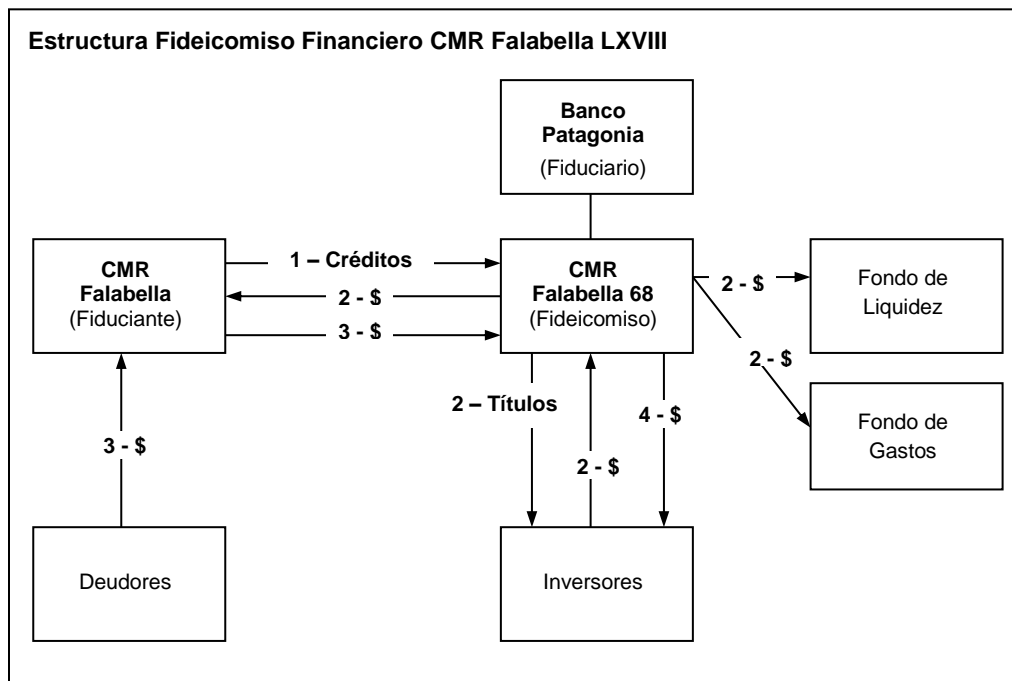 Estructura Fideicomiso Financiero CMR Falabella LXVIII
Banco
Patagonia
(Fiduciario)
CMR
Falabella
(Fiduciante)
1 – Créditos
2 - $
3 - $
CMR
Falabella 68
(Fideicomiso)
2 - $
Fondo de
Liquidez
2 - $
Fondo de
Gastos
3 - $
2 – Títulos
2 - $
4 - $
Deudores
Inversores